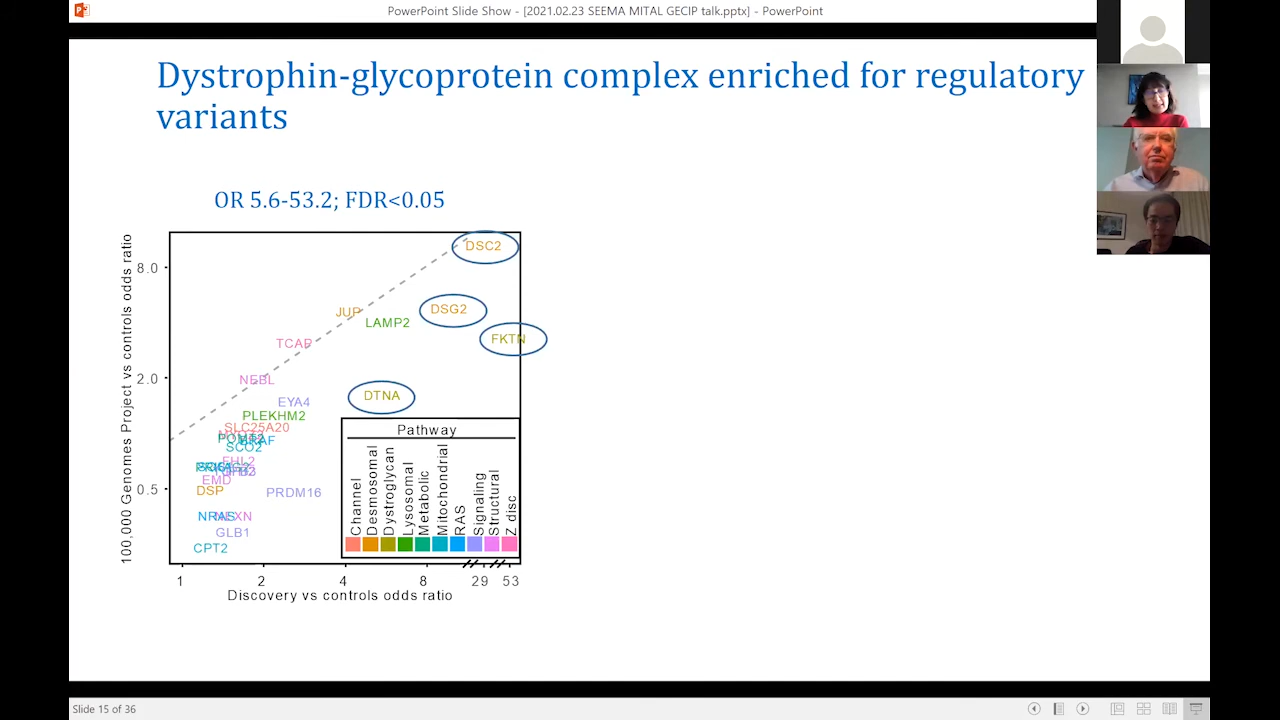 PowerPoint Slide Show - [2021.02.23 SEEMA MITAL GECIP talk.pptx] - PowerPoint
Dystrophin-glycoprotein complex enriched for regulatory
variants
OR 5.6-53.2; FDR<0.05
100,000 Genomes Project vs controls odds ratio
8.0
2.0
0.5
DSC2
DSG2
JUP
LAMP2
FKTN
TCAP
NEBL
DTNA
EYA4
PLEKHM2
SLC25A20
BRAF
SCO2
FHL2
EMD
DSP
PRDM16
NRAS
NEXN
GLB1
CPT2
Pathway
Channel
Desmosomal
Dystroglycan
Lysosomal
Metabolic
Mitochondrial
RAS
Signaling
Structural
Z disc
1
2
4
8
29
53
Discovery vs controls odds ratio
Slide 15 of 36